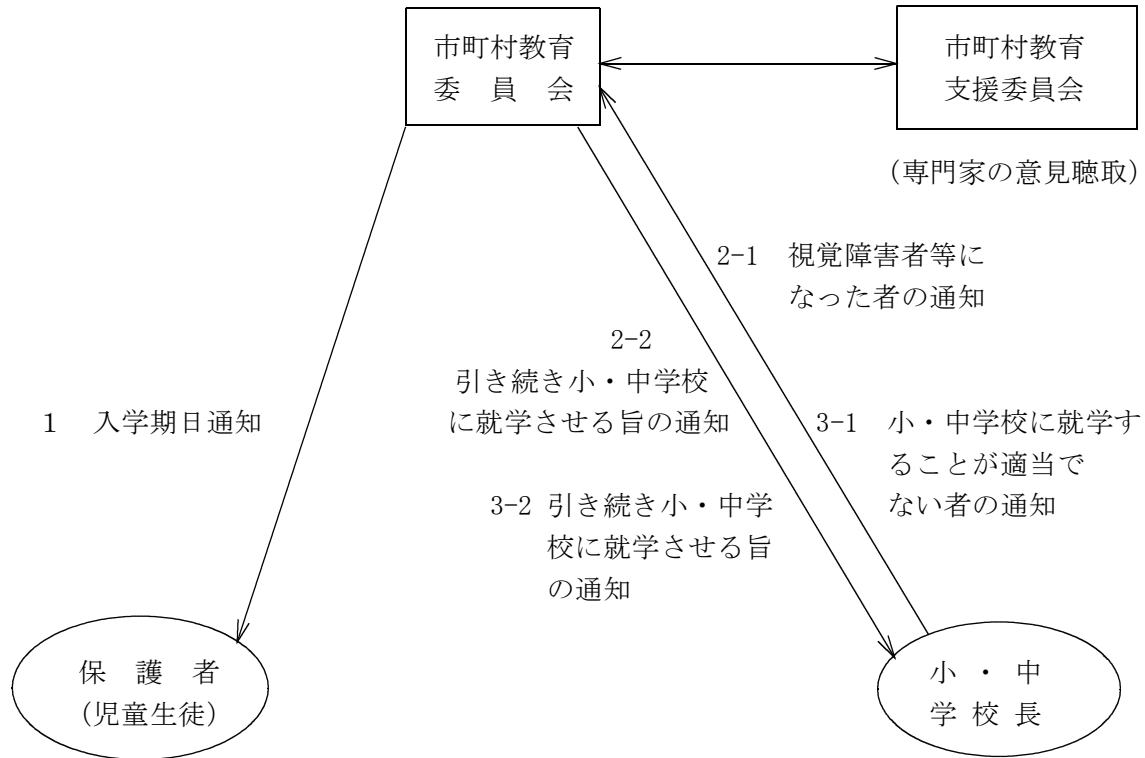 市町村教育
委　員　会
市町村教育
支援委員会
(専門家の意見聴取)
2-1　視覚障害者等に
なった者の通知
2-2
引き続き小・中学校
に就学させる旨の通知
1　入学期日通知
3-1　小・中学校に就学す
ることが適当で
ない者の通知
3-2 引き続き小・中学
校に就学させる旨
の通知
保　護　者
(児童生徒)
小　・　中
学 校 長